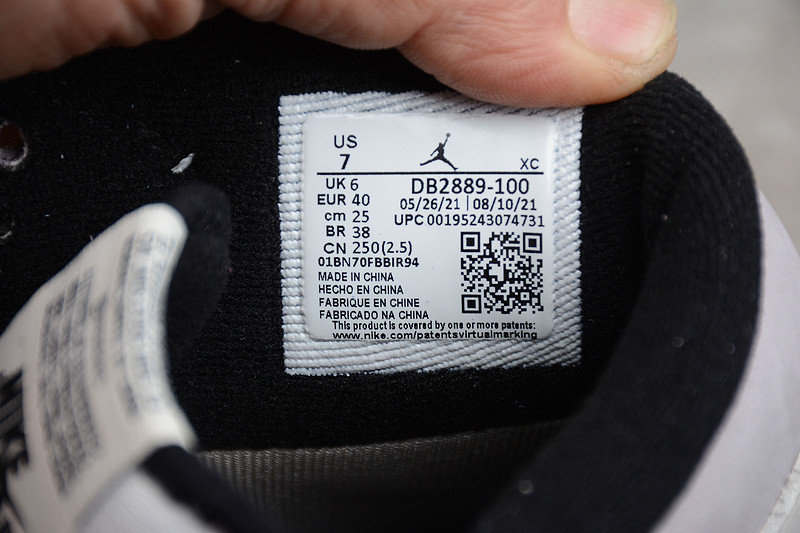 US
7
XC
UK 6
DB2889-100
EUR 40
05/26/21 | 08/10/21
cm 25
UPC 00195243074731
BR 38
CN 250(2.5)
01BN70FBBIR94
MADE IN CHINA
HECHO EN CHINA
FABRIQUE EN CHINE
FABRICADO NA CHINA
This product is covered by one or more patents:
www.nike.com/patentsvirtualmarking
NIKE